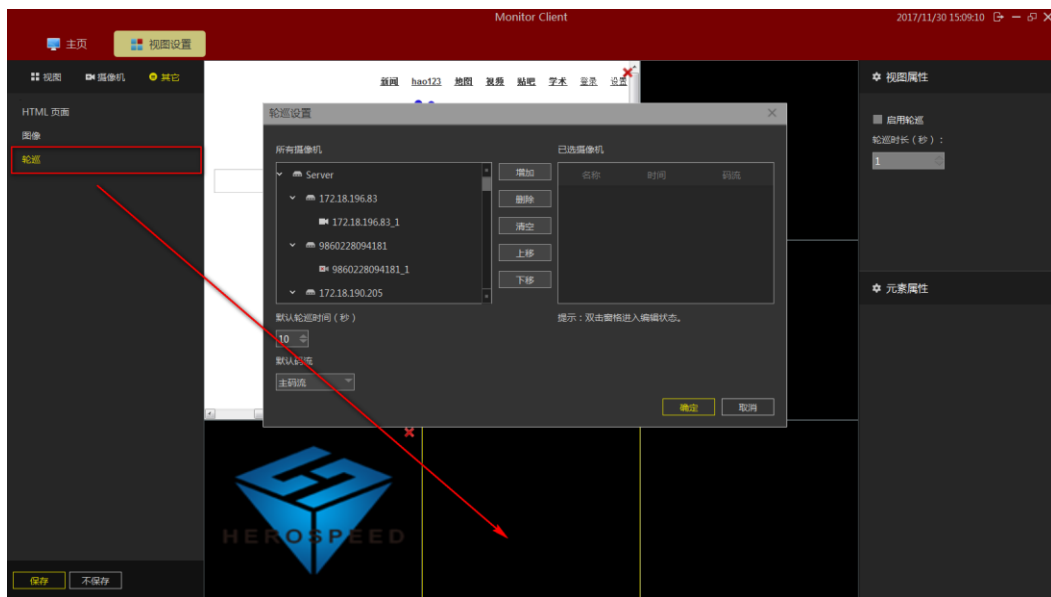 Monitor Client
2017/11/30 15:09:10
主页
视图设置
视图 摄像机 其它
HTML 页面
图像
轮巡
新闻 hao123 地图 视频 贴吧 学术 登录 设置
轮巡设置
所有摄像机
Server
172.18.196.83
172.18.196.83_1
9860228094181
9860228094181_1
172.18.190.205
增加
删除
清空
上移
下移
已选摄像机
名称 时间 码流
默认轮巡时间（秒）
10
默认码流
主码流
提示：双击窗格进入编辑状态。
确定 取消
视图属性
启用轮巡
轮巡时长（秒）：
1
元素属性
HEROSPEED
保存 不保存